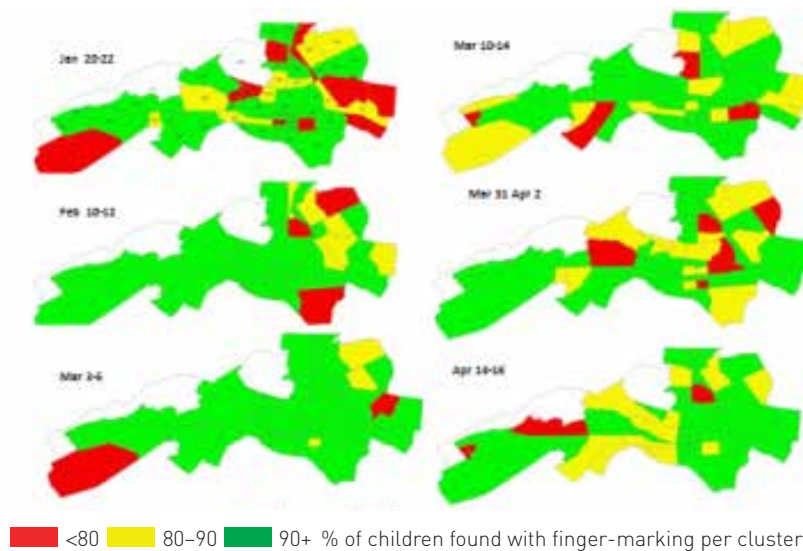 Jan 20-22
Mar 10-14
Feb 10-12
Mar 31 Apr 2
Mar 3-6
Apr 14-16
<80 80–90 90+ % of children found with finger-marking per cluster